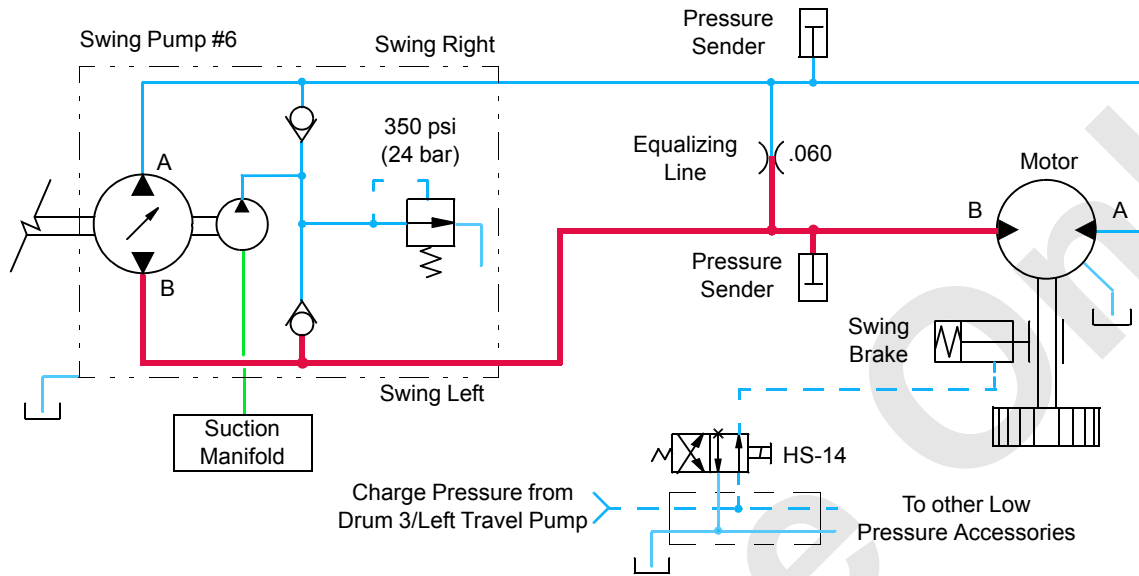 Pressure
Sender
Swing Pump #6
Swing Right
350 psi
(24 bar)
Equalizing
Line
.060
Motor
A
B
A
B
Pressure
Sender
Swing
Brake
Swing Left
Suction
Manifold
HS-14
Charge Pressure from
Drum 3/Left Travel Pump
To other Low
Pressure Accessories